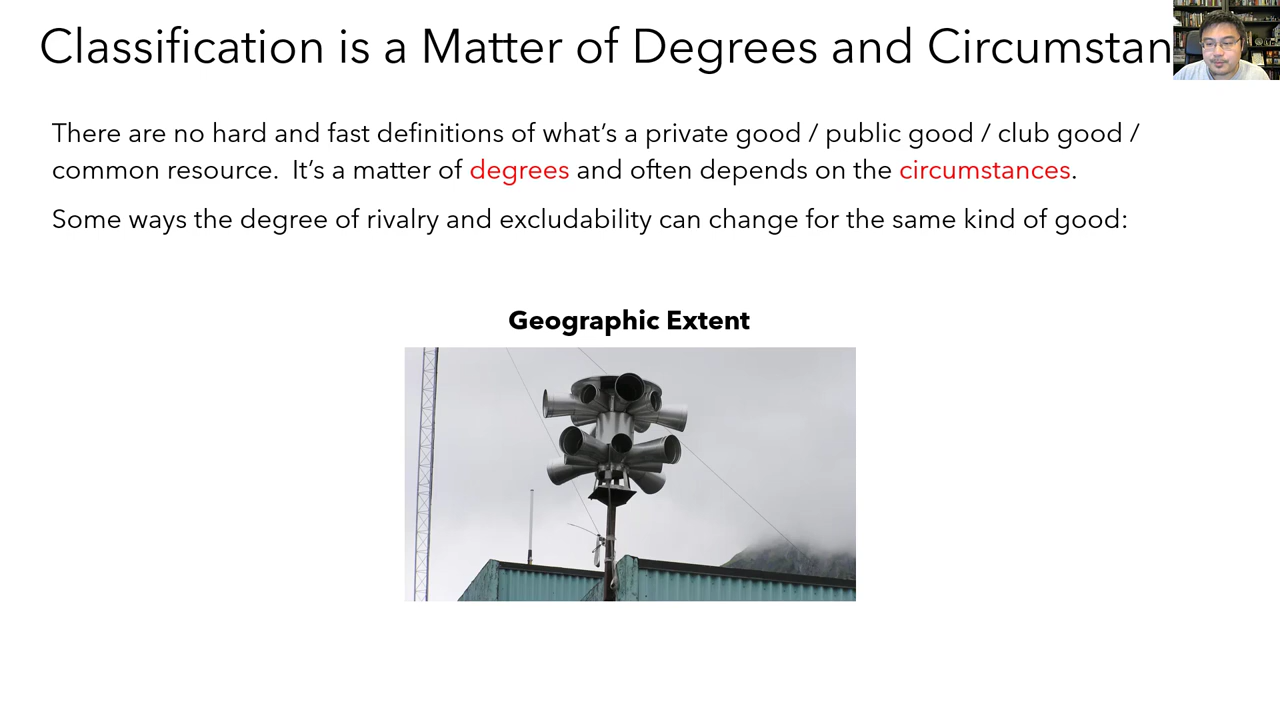 Classification is a Matter of Degrees and Circumstan
There are no hard and fast definitions of what's a private good / public good / club good /
common resource.  It's a matter of degrees and often depends on the circumstances.
Some ways the degree of rivalry and excludability can change for the same kind of good:
Geographic Extent